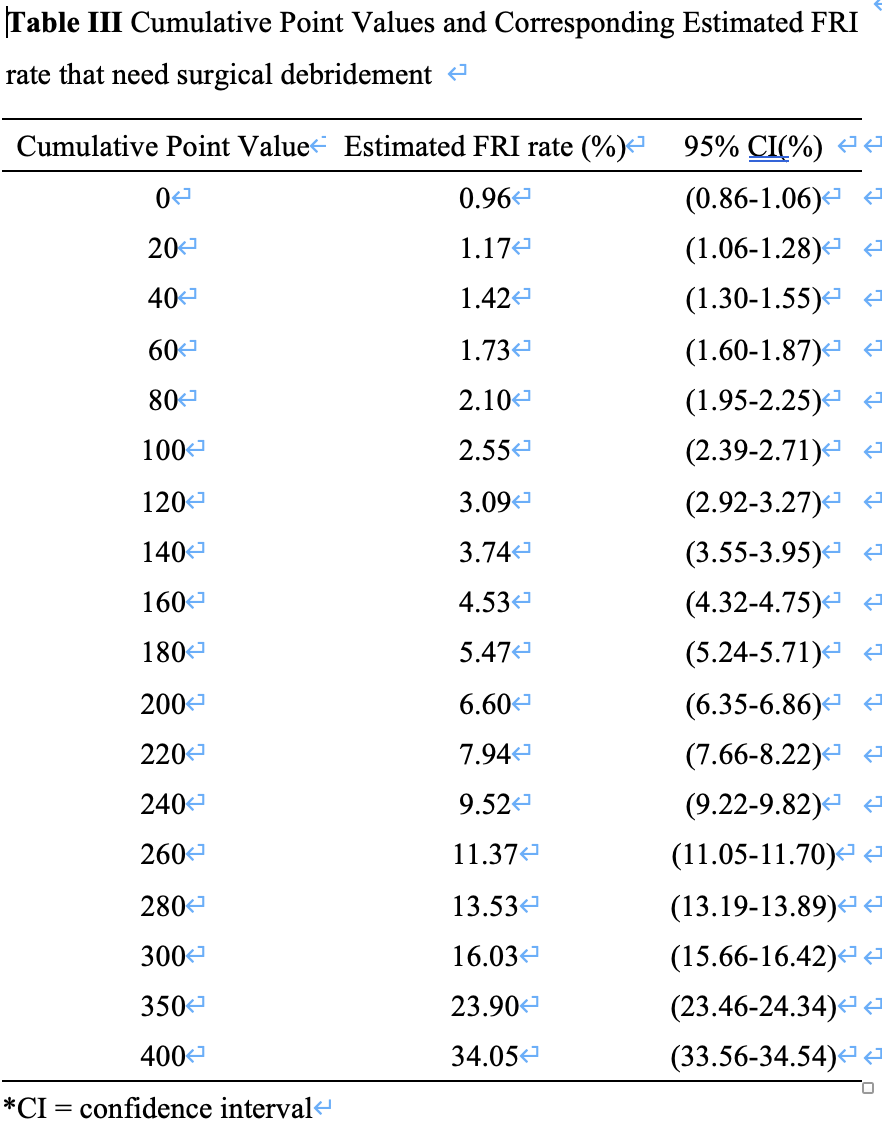 Table III Cumulative Point Values and Corresponding Estimated FRI
rate that need surgical debridement
Cumulative Point Value Estimated FRI rate (%) 95% CI(%)
0 0.96 (0.86-1.06)
20 1.17 (1.06-1.28)
40 1.42 (1.30-1.55)
60 1.73 (1.60-1.87)
80 2.10 (1.95-2.25)
100 2.55 (2.39-2.71)
120 3.09 (2.92-3.27)
140 3.74 (3.55-3.95)
160 4.53 (4.32-4.75)
180 5.47 (5.24-5.71)
200 6.60 (6.35-6.86)
220 7.94 (7.66-8.22)
240 9.52 (9.22-9.82)
260 11.37 (11.05-11.70)
280 13.53 (13.19-13.89)
300 16.03 (15.66-16.42)
350 23.90 (23.46-24.34)
400 34.05 (33.56-34.54)
*CI = confidence interval